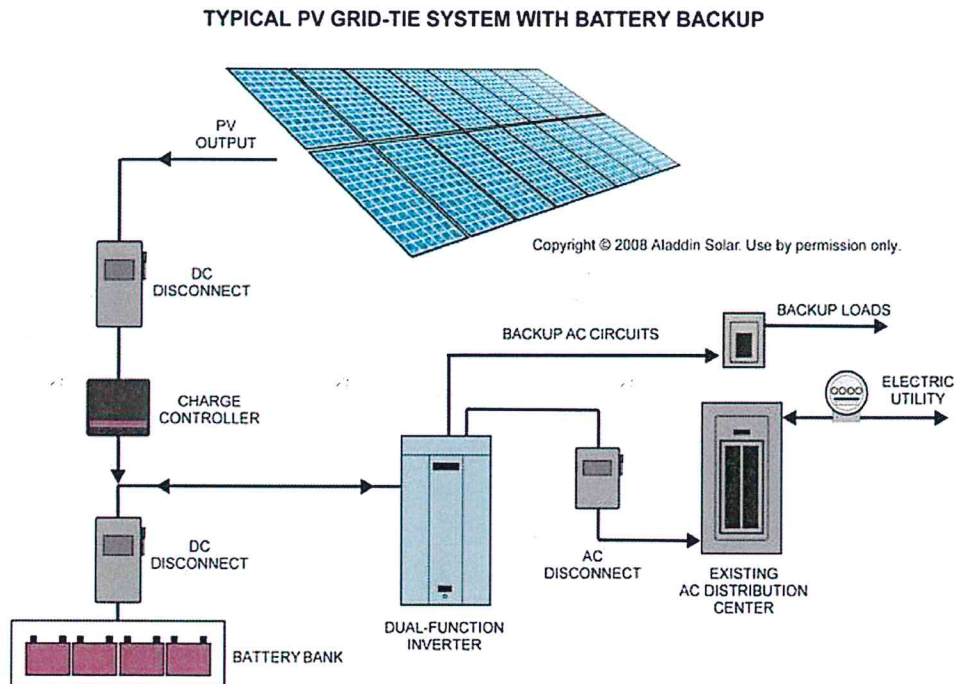 TYPICAL PV GRID-TIE SYSTEM WITH BATTERY BACKUP
PV
OUTPUT
Copyright © 2008 Aladdin Solar. Use by permission only.
DC
DISCONNECT
BACKUP LOADS
BACKUP AC CIRCUITS
ELECTRIC
UTILITY
CHARGE
CONTROLLER
DC
DISCONNECT
AC
DISCONNECT
EXISTING
AC DISTRIBUTION
CENTER
DUAL-FUNCTION
INVERTER
BATTERY BANK